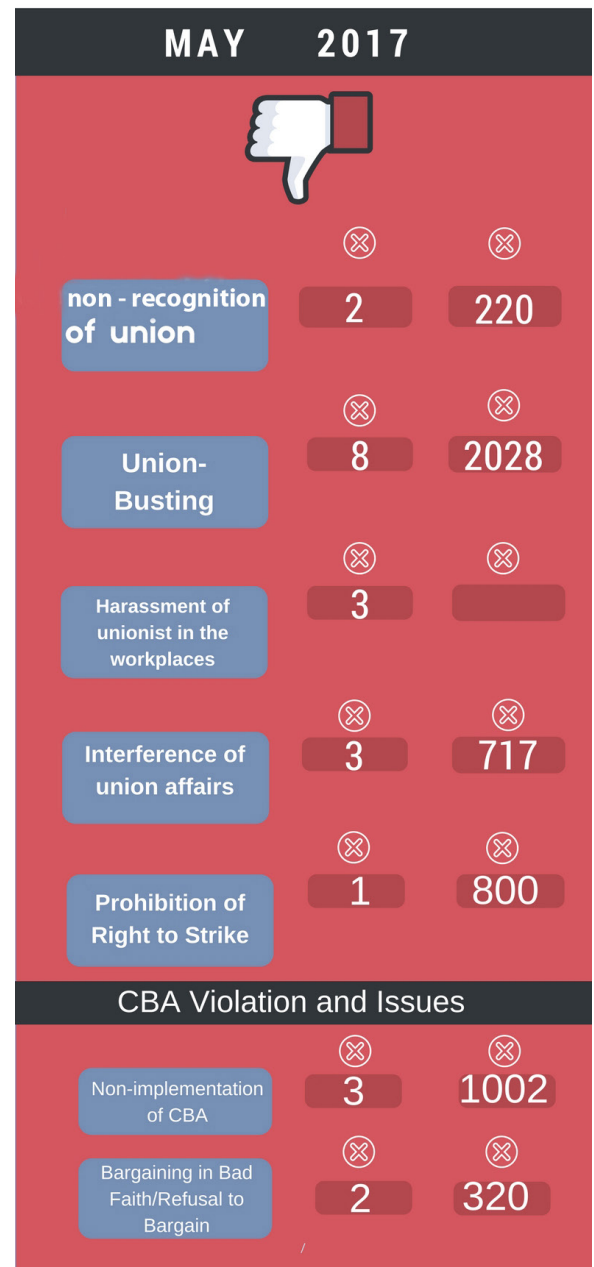 MAY 2017
non - recognition
of union
2 220
Union-
Busting
8 2028
Harassment of
unionist in the
workplaces
3
Interference of
union affairs
3 717
Prohibition of
Right to Strike
1 800
CBA Violation and Issues
Non-implementation
of CBA
3 1002
Bargaining in Bad
Faith/Refusal to
Bargain
2 320
/